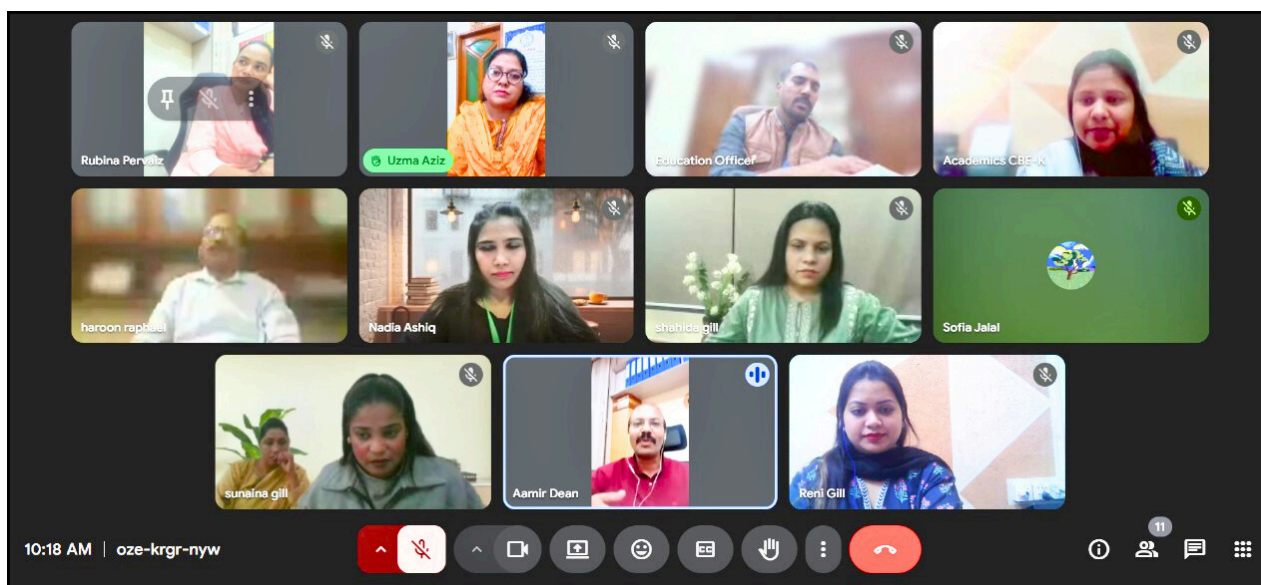 Rubina Pervaiz
Uzma Aziz
Education Officer
Academics CBE-K
haroon raphael
Nadia Ashiq
shahida gill
Sofia Jalal
sunaina gill
Aamir Dean
Reni Gill
10:18 AM | oze-krgr-nyw
CC
11